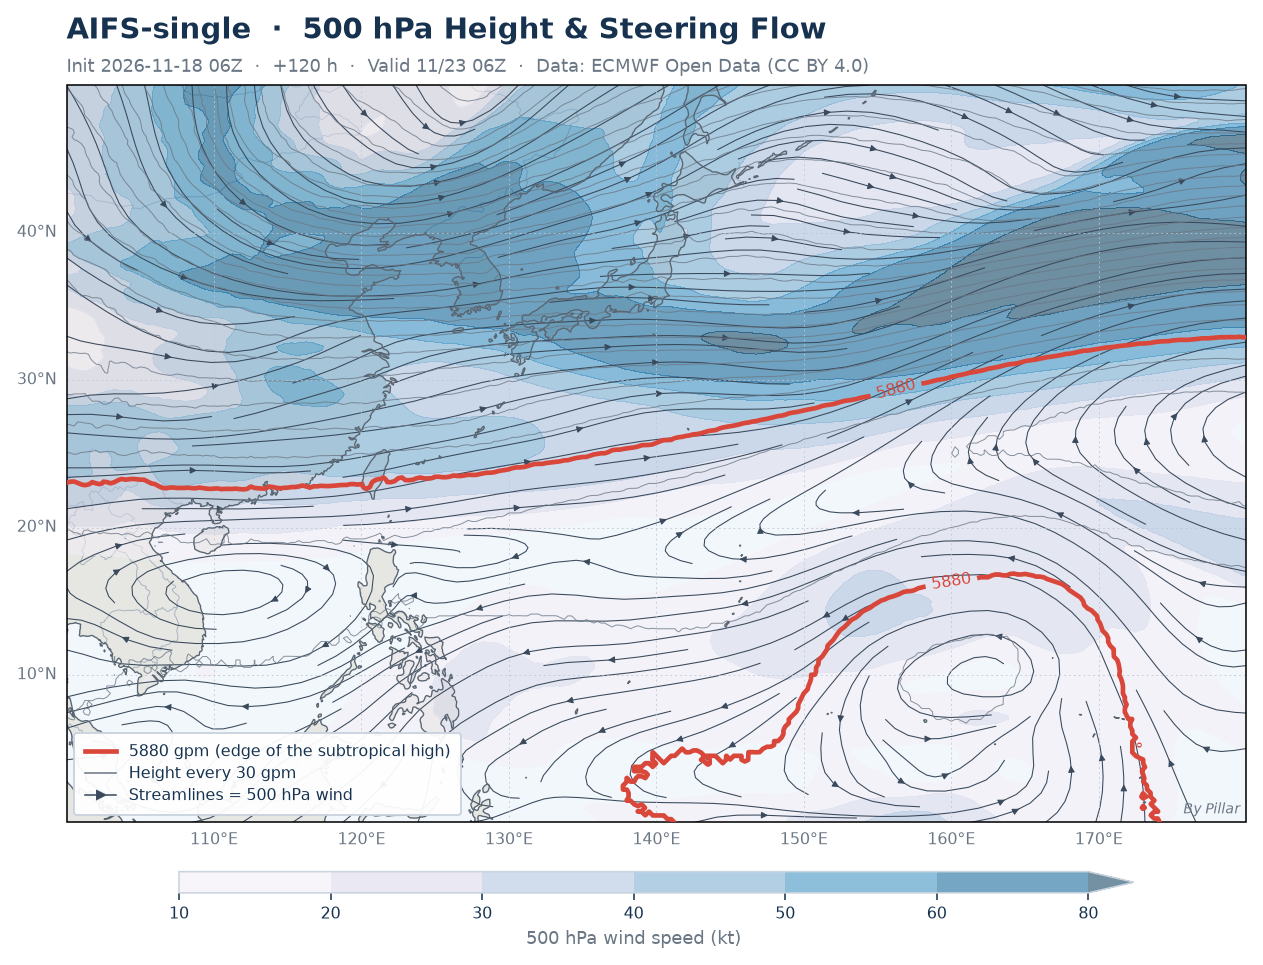 AIFS-single · 500 hPa Height & Steering Flow
Init 2026-11-18 06Z · +120 h · Valid 11/23 06Z · Data: ECMWF Open Data (CC BY 4.0)
40°N
30°N
20°N
10°N
5880
5880
5880 gpm (edge of the subtropical high)
Height every 30 gpm
Streamlines = 500 hPa wind
By Pillar
110°E 120°E 130°E 140°E 150°E 160°E 170°E
10 20 30 40 50 60 80
500 hPa wind speed (kt)